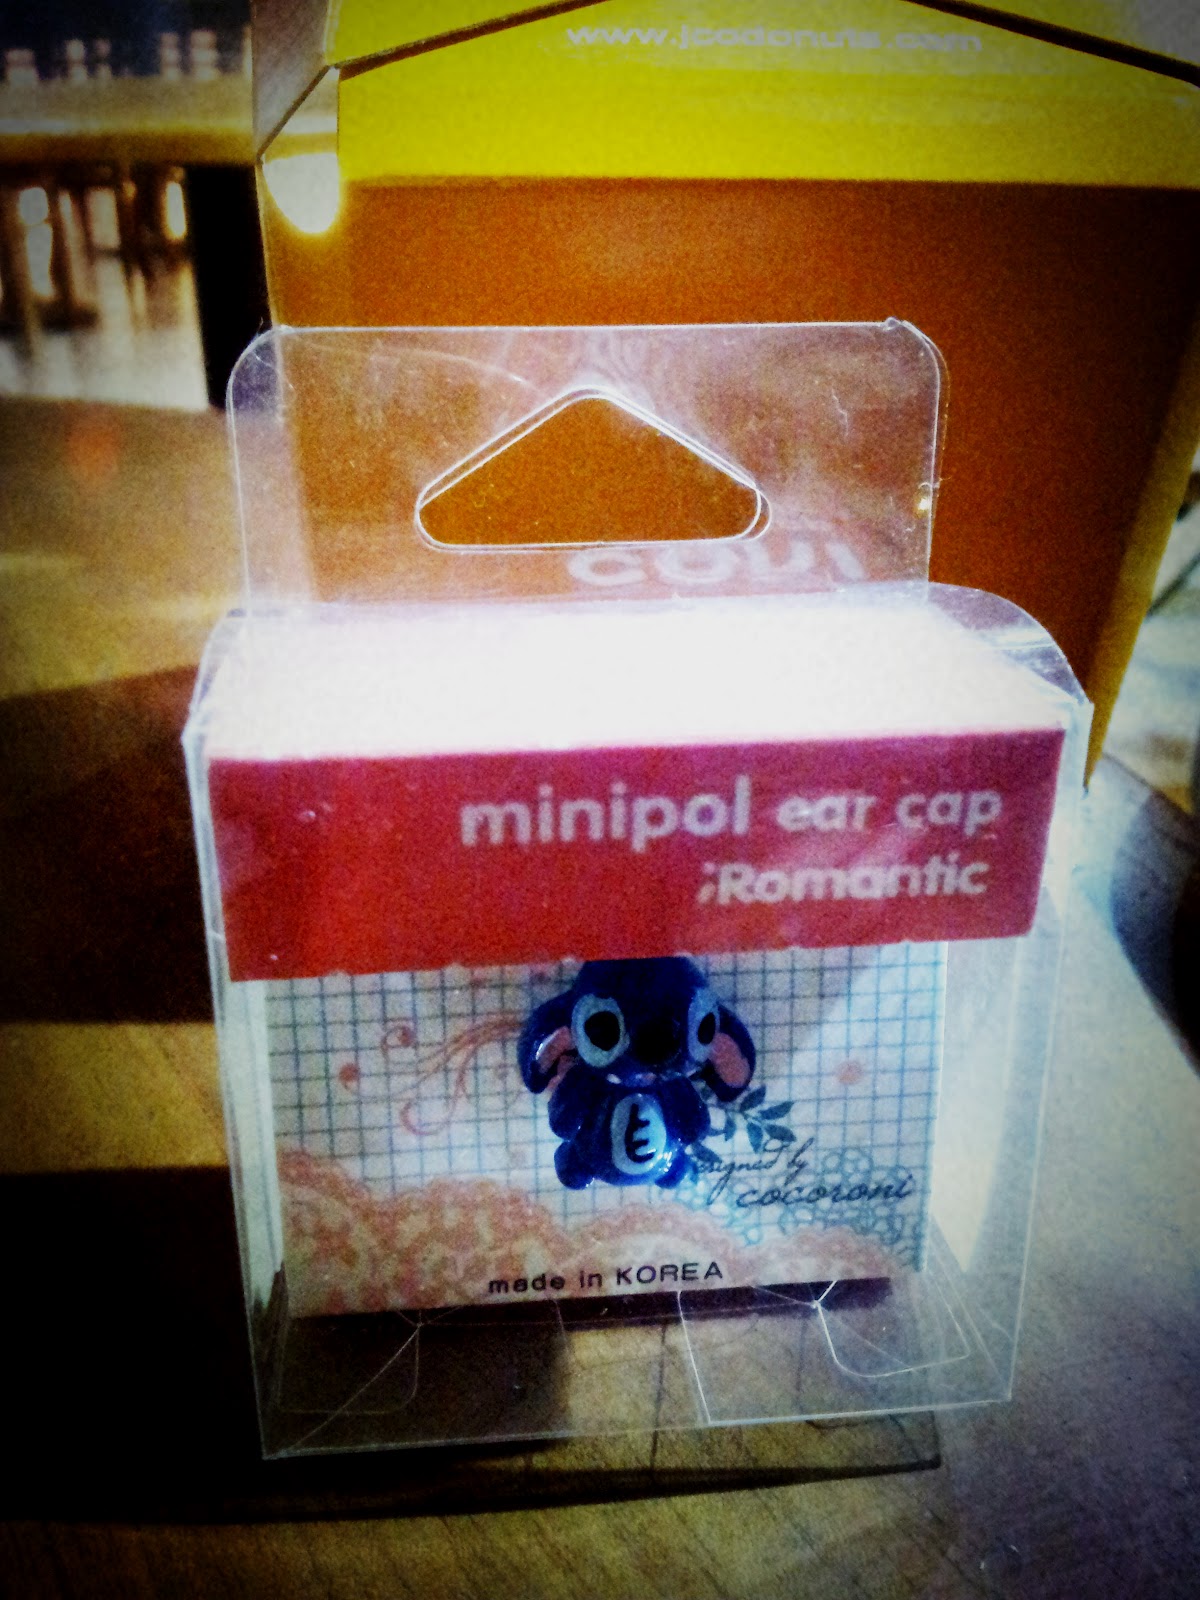 www.jcodonuts.com
minipol ear cap
;Romantic
designed by
cocoroni
made in KOREA